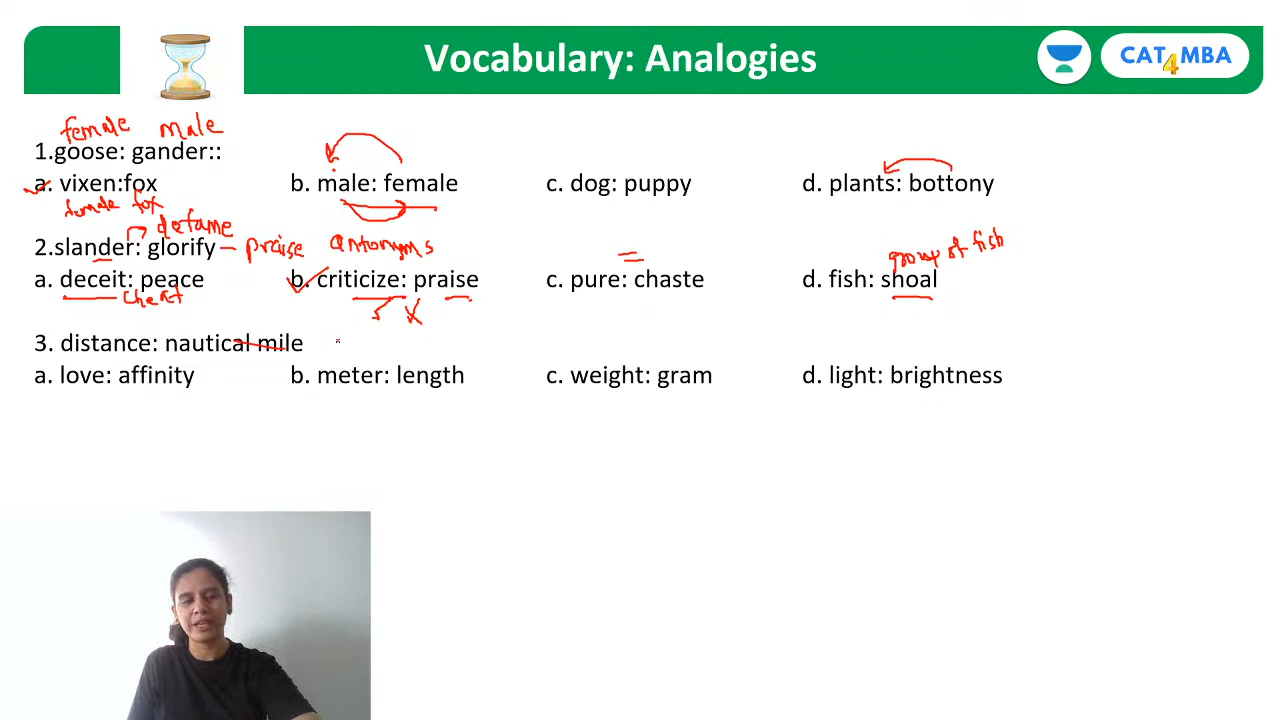 Vocabulary: Analogies
CAT4MBA
female male
1.goose: gander::
a. vixen:fox b. male: female c. dog: puppy d. plants: bottony
female fox
defame
2.slander: glorify – praise antonyms
group of fish
a. deceit: peace b. criticize: praise c. pure: chaste d. fish: shoal
cheat
3. distance: nautical mile
a. love: affinity b. meter: length c. weight: gram d. light: brightness